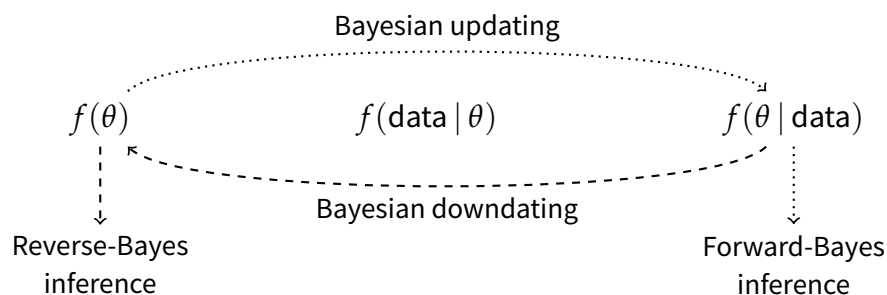 Bayesian updating
f(θ) f(data | θ) f(θ | data)
Bayesian downdating
Reverse-Bayes Forward-Bayes
inference inference